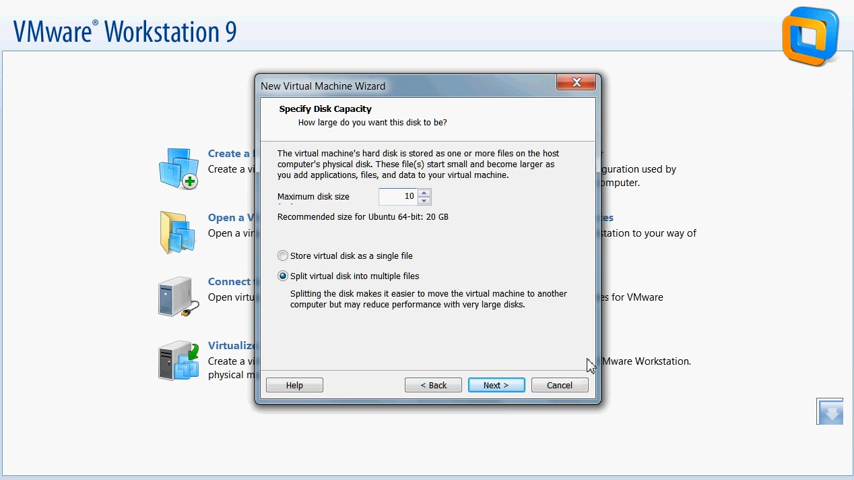 VMware® Workstation 9
New Virtual Machine Wizard
Specify Disk Capacity
How large do you want this disk to be?
The virtual machine's hard disk is stored as one or more files on the host
computer's physical disk. These file(s) start small and become larger as
you add applications, files, and data to your virtual machine.
Maximum disk size
10
Recommended size for Ubuntu 64-bit: 20 GB
Store virtual disk as a single file
Split virtual disk into multiple files
Splitting the disk makes it easier to move the virtual machine to another
computer but may reduce performance with very large disks.
Help
< Back
Next >
Cancel
Create a
Create a vi
Open a V
Open a vir
Connect
Open virtu
Virtualize
Create a vi
physical m
guration used by
omputer.
es
station to your way of
es for VMware
VMware Workstation.